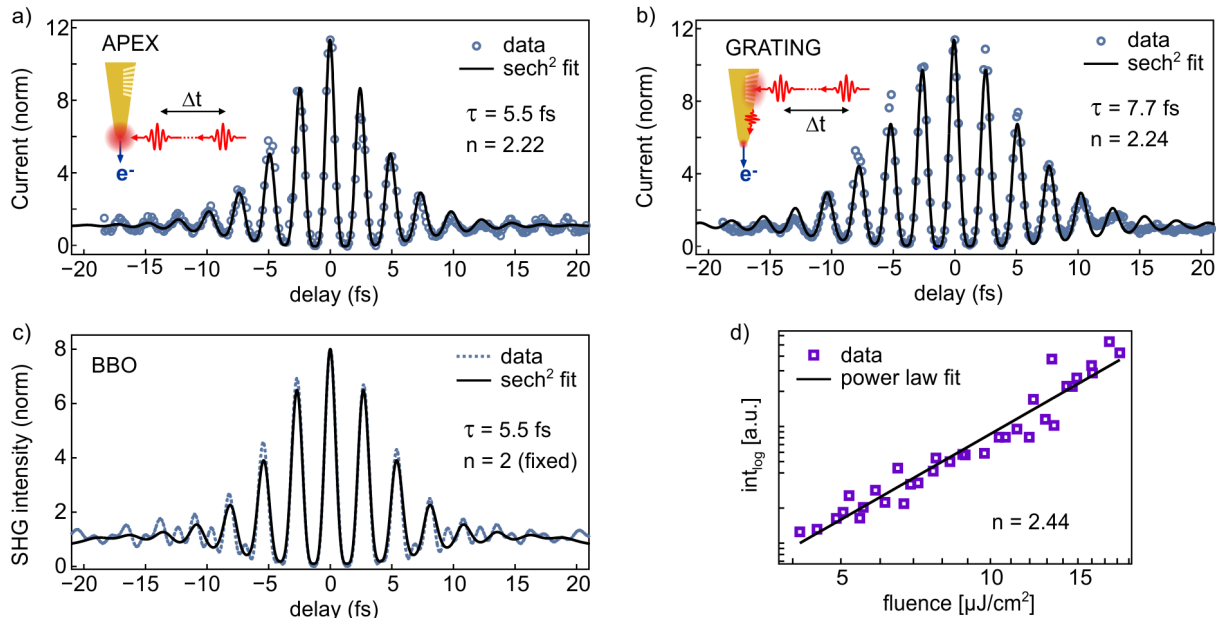 a)
APEX
data
sech² fit
τ = 5.5 fs
n = 2.22
Δt
e⁻
Current (norm)
12
8
4
0
−20 −15 −10 −5 0 5 10 15 20
delay (fs)
b)
GRATING
data
sech² fit
τ = 7.7 fs
n = 2.24
Δt
e⁻
Current (norm)
12
8
4
0
−20 −15 −10 −5 0 5 10 15 20
delay (fs)
c)
BBO
data
sech² fit
τ = 5.5 fs
n = 2 (fixed)
SHG intensity (norm)
8
6
4
2
0
−20 −15 −10 −5 0 5 10 15 20
delay (fs)
d)
data
power law fit
n = 2.44
int_log [a.u.]
5 10 15
fluence [µJ/cm²]